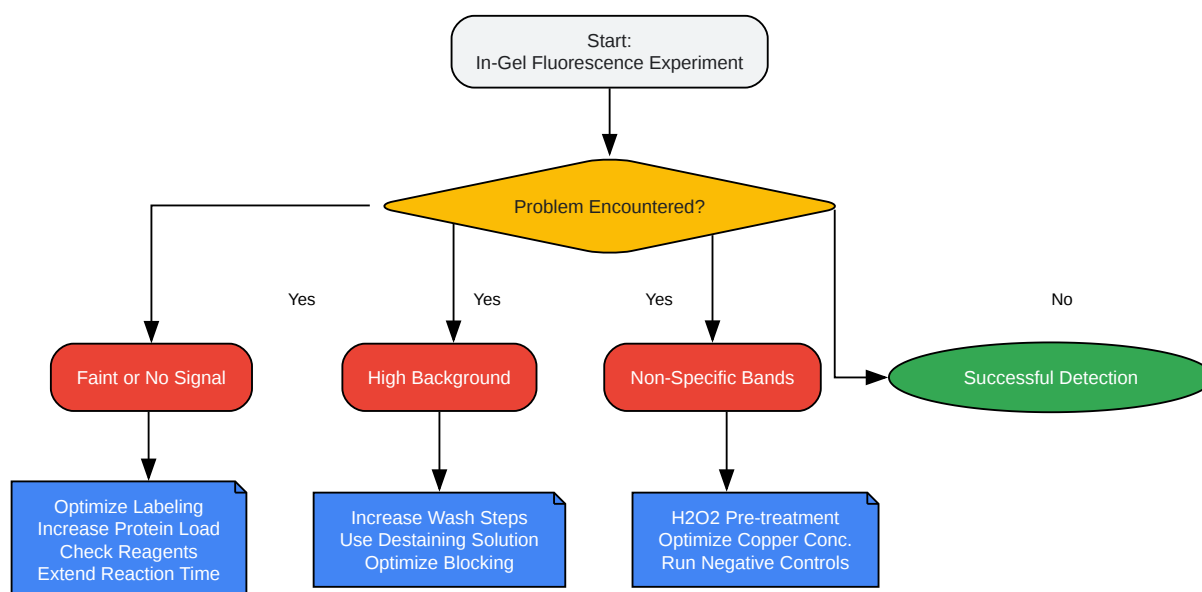 Start:
In-Gel Fluorescence Experiment
Problem Encountered?
Yes
Yes
Yes
No
Faint or No Signal
High Background
Non-Specific Bands
Successful Detection
Optimize Labeling
Increase Protein Load
Check Reagents
Extend Reaction Time
Increase Wash Steps
Use Destaining Solution
Optimize Blocking
H2O2 Pre-treatment
Optimize Copper Conc.
Run Negative Controls